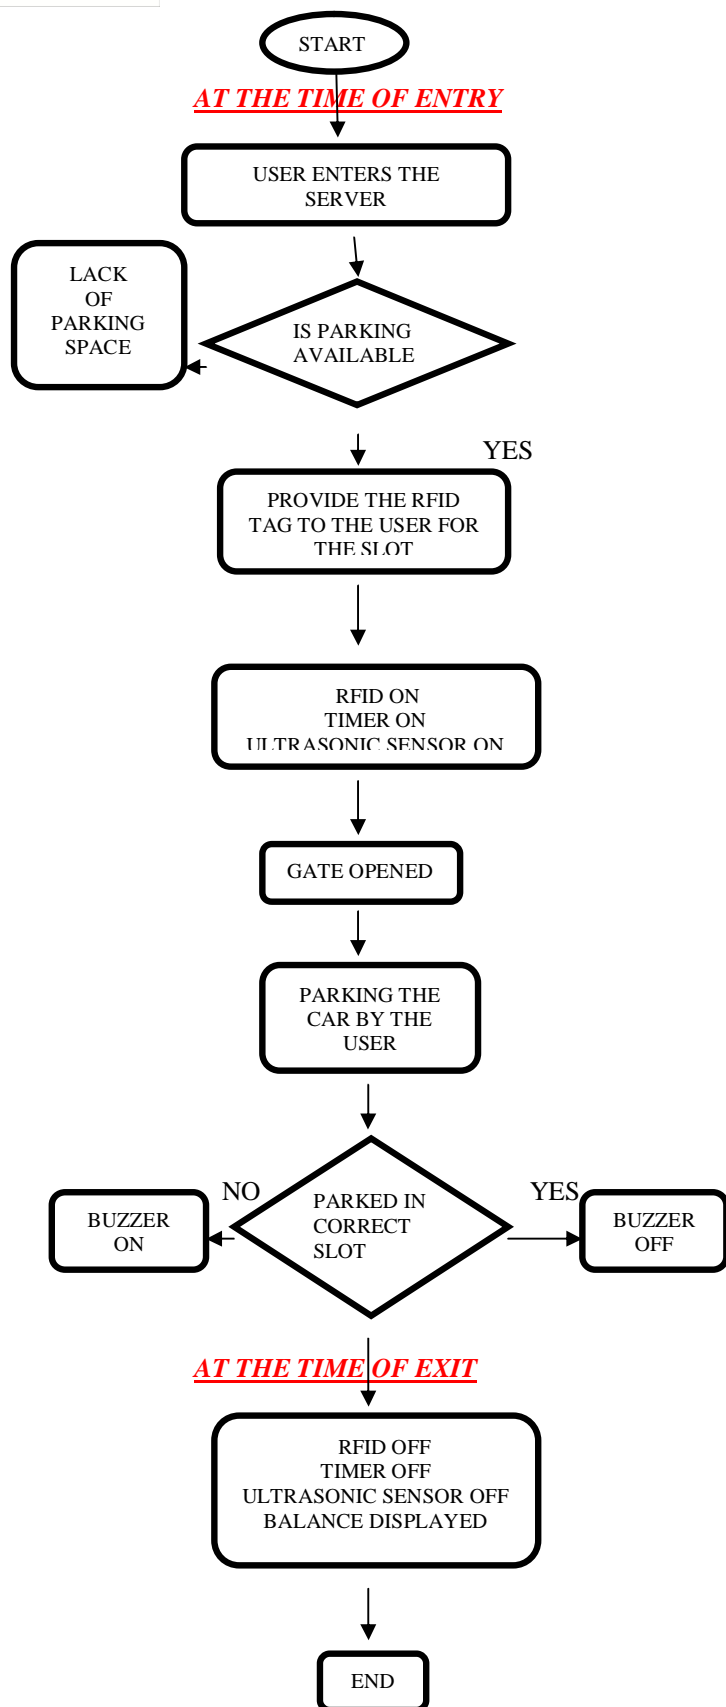 START
AT THE TIME OF ENTRY
USER ENTERS THE
SERVER
LACK
OF
PARKING
SPACE
IS PARKING
AVAILABLE
YES
PROVIDE THE RFID
TAG TO THE USER FOR
THE SLOT
RFID ON
TIMER ON
ULTRASONIC SENSOR ON
GATE OPENED
PARKING THE
CAR BY THE
USER
NO
PARKED IN
CORRECT
SLOT
YES
BUZZER
ON
BUZZER
OFF
AT THE TIME OF EXIT
RFID OFF
TIMER OFF
ULTRASONIC SENSOR OFF
BALANCE DISPLAYED
END